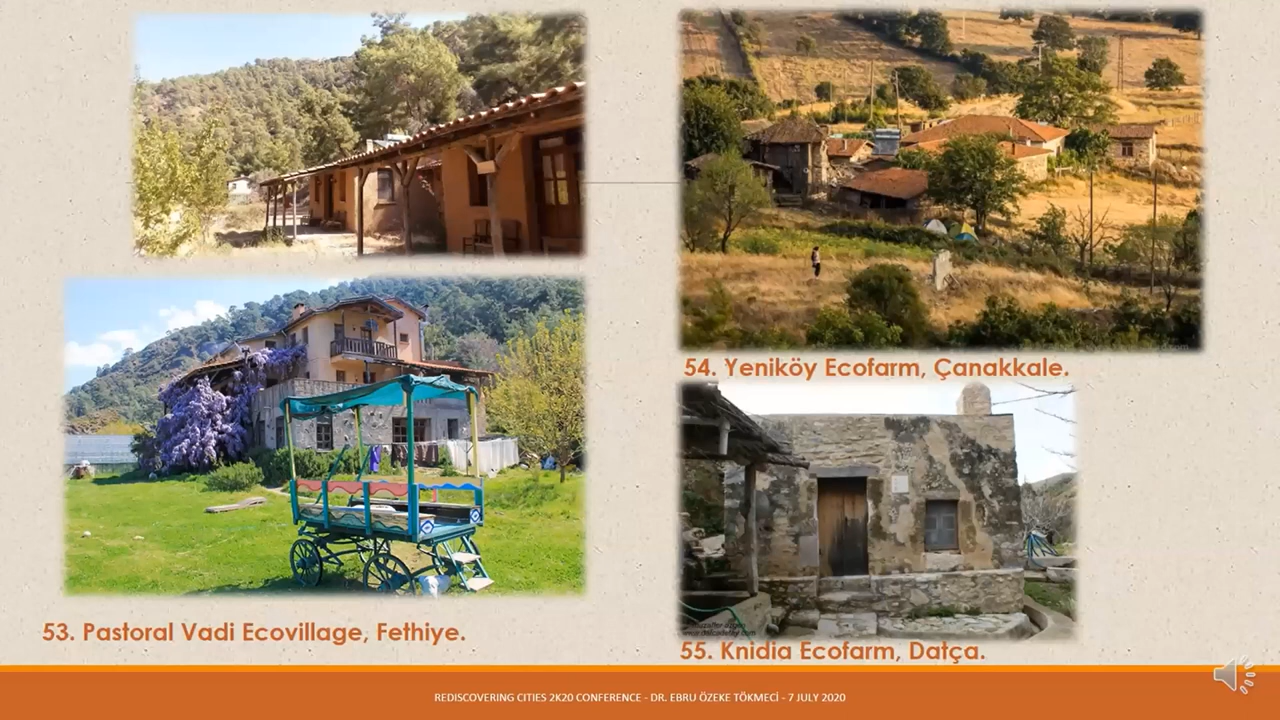 54. Yeniköy Ecofarm, Çanakkale.
53. Pastoral Vadi Ecovillage, Fethiye.
55. Knidia Ecofarm, Datça.
REDISCOVERING CITIES 2K20 CONFERENCE - DR. EBRU ÖZEKE TÖKMECİ - 7 JULY 2020